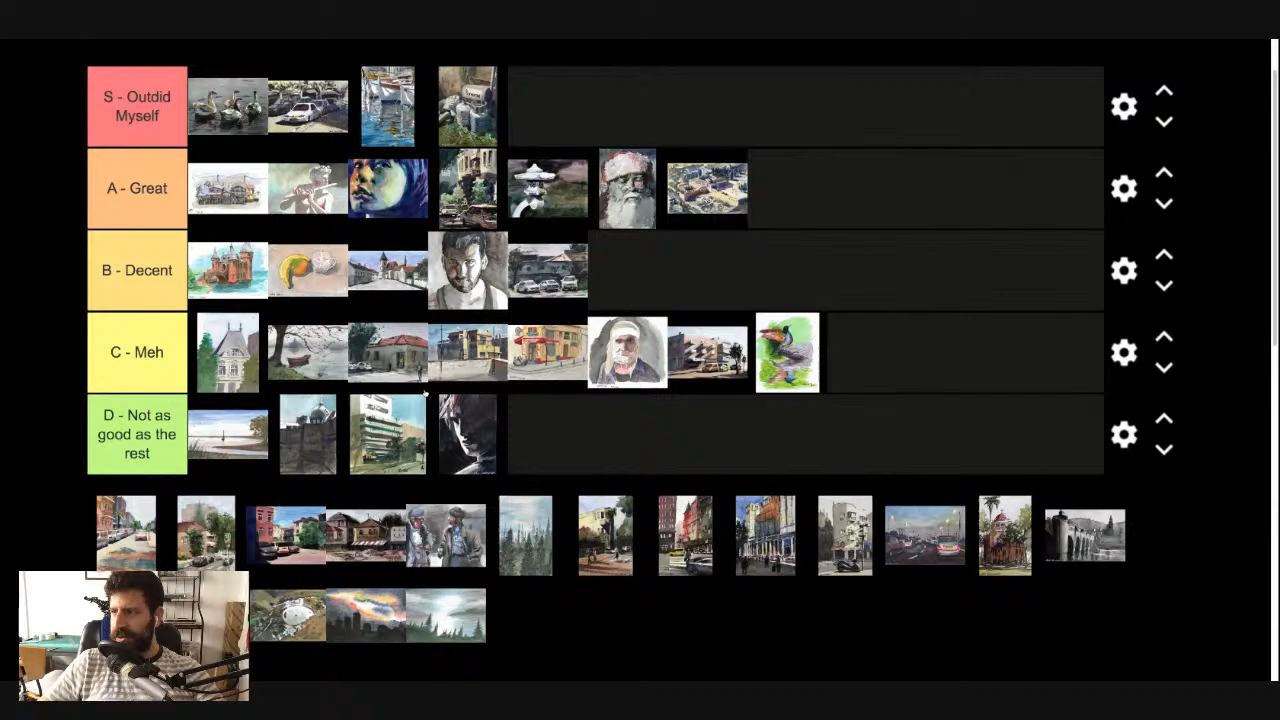 S - Outdid
Myself
A - Great
B - Decent
C - Meh
D - Not as
good as the
rest